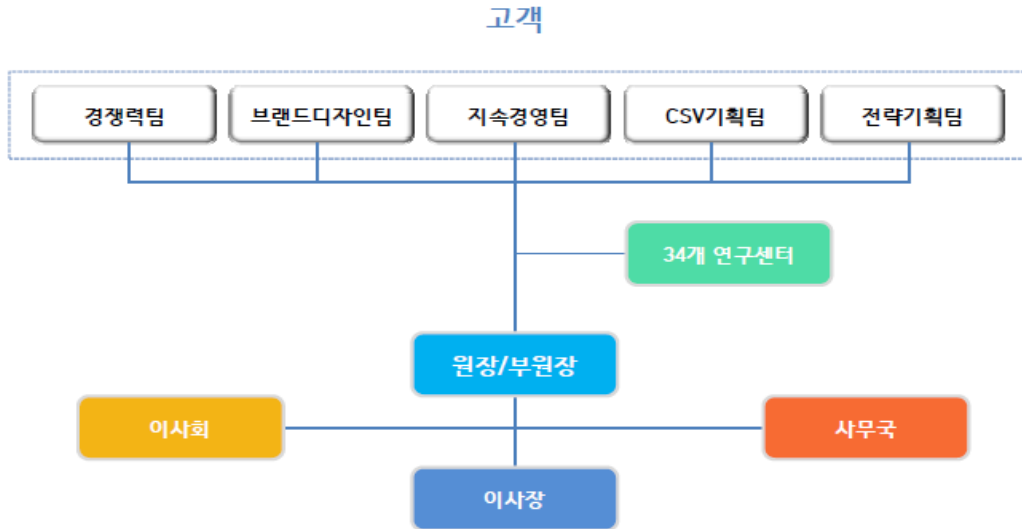 고객
경쟁력팀
브랜드디자인팀
지속경영팀
CSV기획팀
전략기획팀
34개 연구센터
원장/부원장
이사회
사무국
이사장